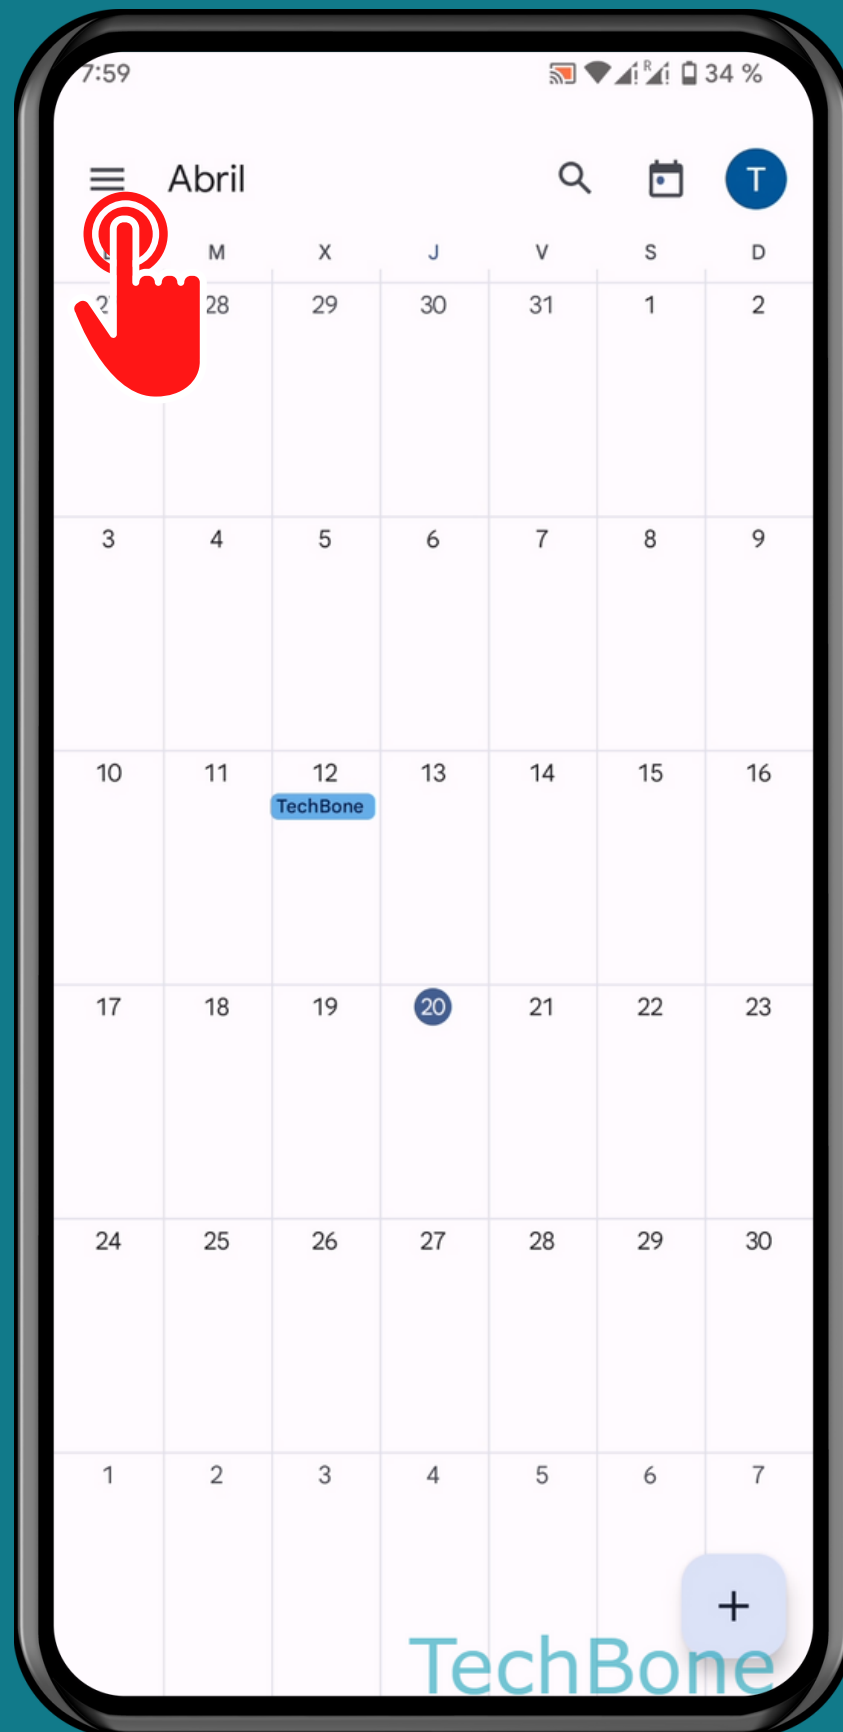 7:59 R 34 %
Abril T
M X J V S D
28 29 30 31 1 2
3 4 5 6 7 8 9
10 11 12 13 14 15 16
TechBone
17 18 19 20 21 22 23
24 25 26 27 28 29 30
1 2 3 4 5 6 7
+
TechBone